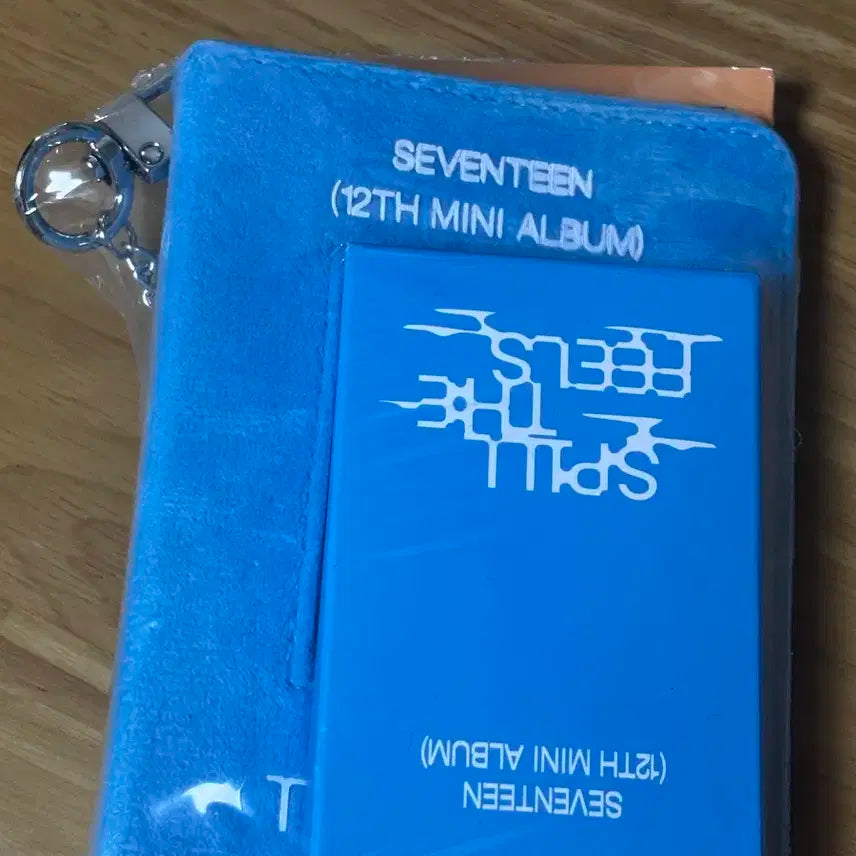 SEVENTEEN
(12TH MINI ALBUM)
SPILL
THE
FEELS
SEVENTEEN
(12TH MINI ALBUM)
T